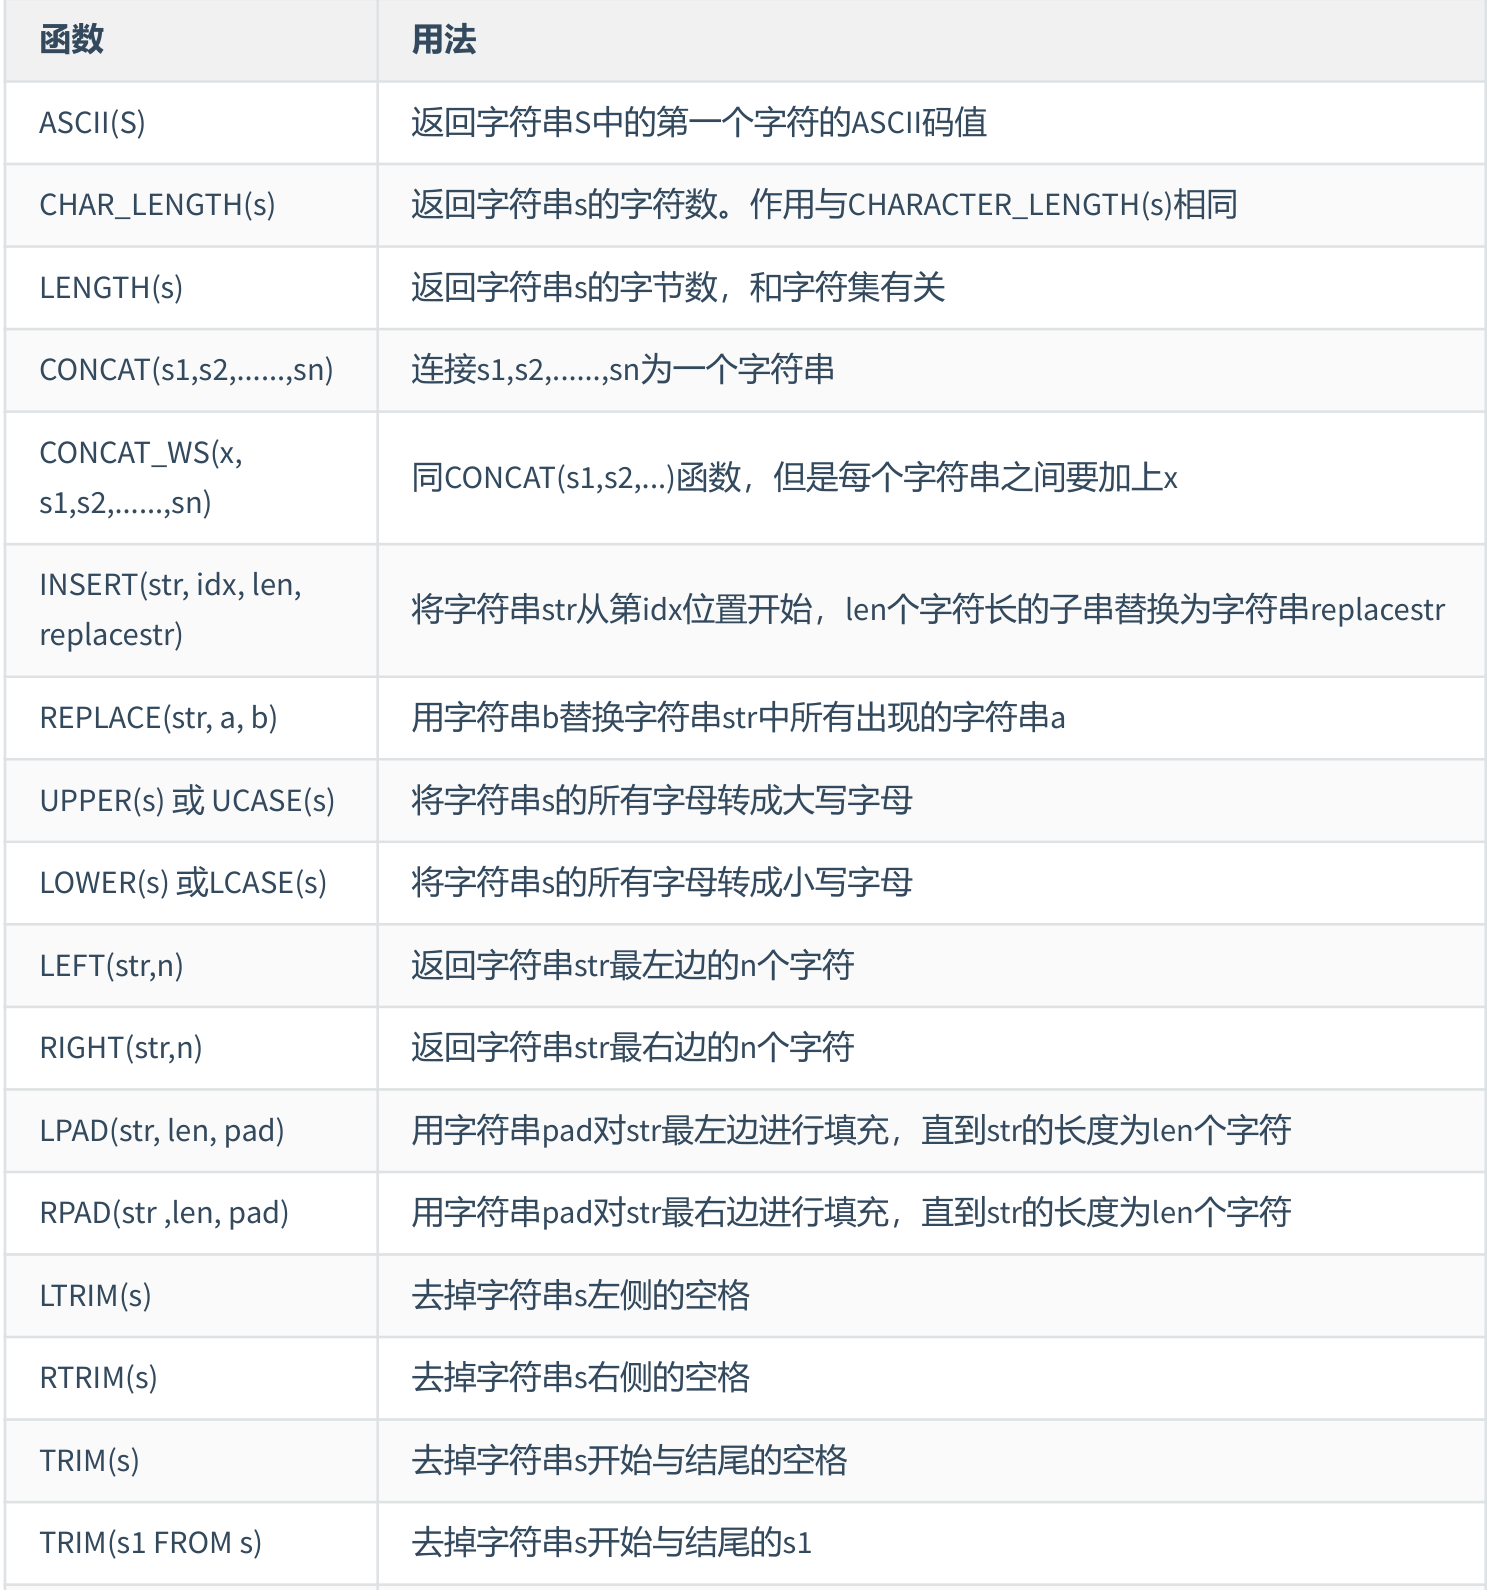 函数 用法
ASCII(S) 返回字符串S中的第一个字符的ASCII码值
CHAR_LENGTH(s) 返回字符串s的字符数。作用与CHARACTER_LENGTH(s)相同
LENGTH(s) 返回字符串s的字节数，和字符集有关
CONCAT(s1,s2,......,sn) 连接s1,s2,......,sn为一个字符串
CONCAT_WS(x,
s1,s2,......,sn)
同CONCAT(s1,s2,...)函数，但是每个字符串之间要加上x
INSERT(str, idx, len,
replacestr)
将字符串str从第idx位置开始，len个字符长的子串替换为字符串replacestr
REPLACE(str, a, b) 用字符串b替换字符串str中所有出现的字符串a
UPPER(s) 或 UCASE(s) 将字符串s的所有字母转成大写字母
LOWER(s) 或LCASE(s) 将字符串s的所有字母转成小写字母
LEFT(str,n) 返回字符串str最左边的n个字符
RIGHT(str,n) 返回字符串str最右边的n个字符
LPAD(str, len, pad) 用字符串pad对str最左边进行填充，直到str的长度为len个字符
RPAD(str ,len, pad) 用字符串pad对str最右边进行填充，直到str的长度为len个字符
LTRIM(s) 去掉字符串s左侧的空格
RTRIM(s) 去掉字符串s右侧的空格
TRIM(s) 去掉字符串s开始与结尾的空格
TRIM(s1 FROM s) 去掉字符串s开始与结尾的s1